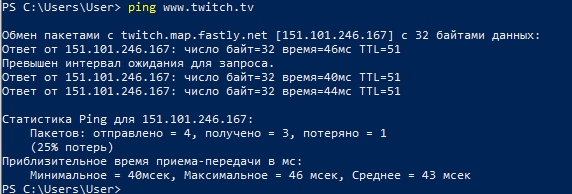 PS C:\Users\User> ping www.twitch.tv
Обмен пакетами с twitch.map.fastly.net [151.101.246.167] с 32 байтами данных:
Ответ от 151.101.246.167: число байт=32 время=46мс TTL=51
Превышен интервал ожидания для запроса.
Ответ от 151.101.246.167: число байт=32 время=40мс TTL=51
Ответ от 151.101.246.167: число байт=32 время=44мс TTL=51
Статистика Ping для 151.101.246.167:
Пакетов: отправлено = 4, получено = 3, потеряно = 1
(25% потерь)
Приблизительное время приема-передачи в мс:
Минимальное = 40мсек, Максимальное = 46 мсек, Среднее = 43 мсек
PS C:\Users\User>